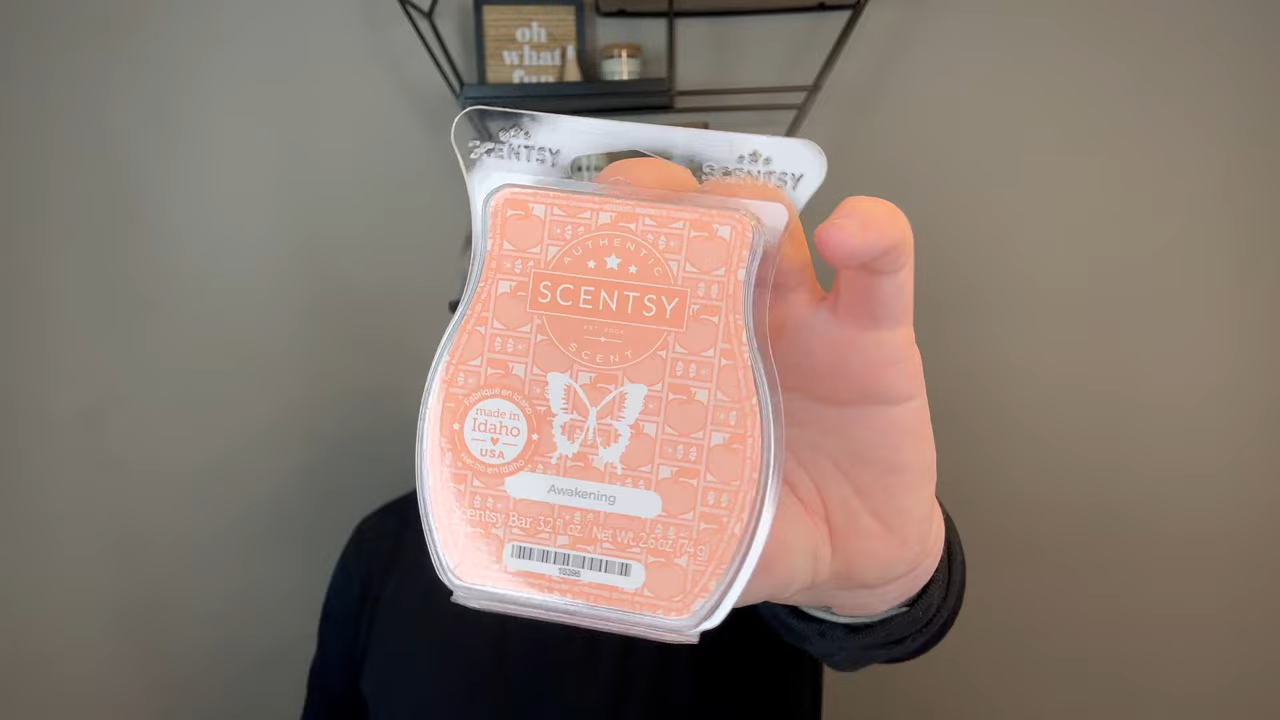 oh
what
fun
SCENTSY
SCENTSY
AUTHENTIC
SCENTSY
EST. 2004
SCENT
Fabriqué en Idaho
made in
Idaho
USA
Hecho en Idaho
Awakening
Scentsy Bar 3.2 fl. oz. / Net Wt. 2.6 oz. (74 g)